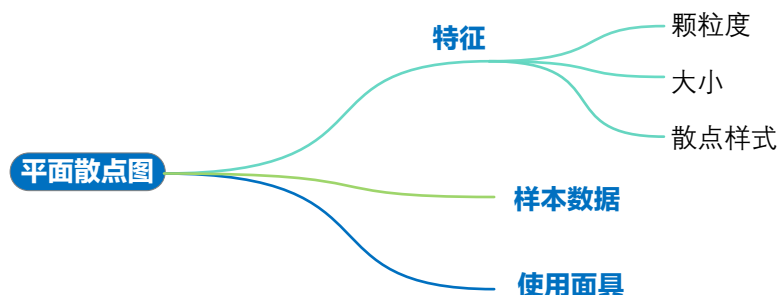 平面散点图
特征
颗粒度
大小
散点样式
样本数据
使用面具